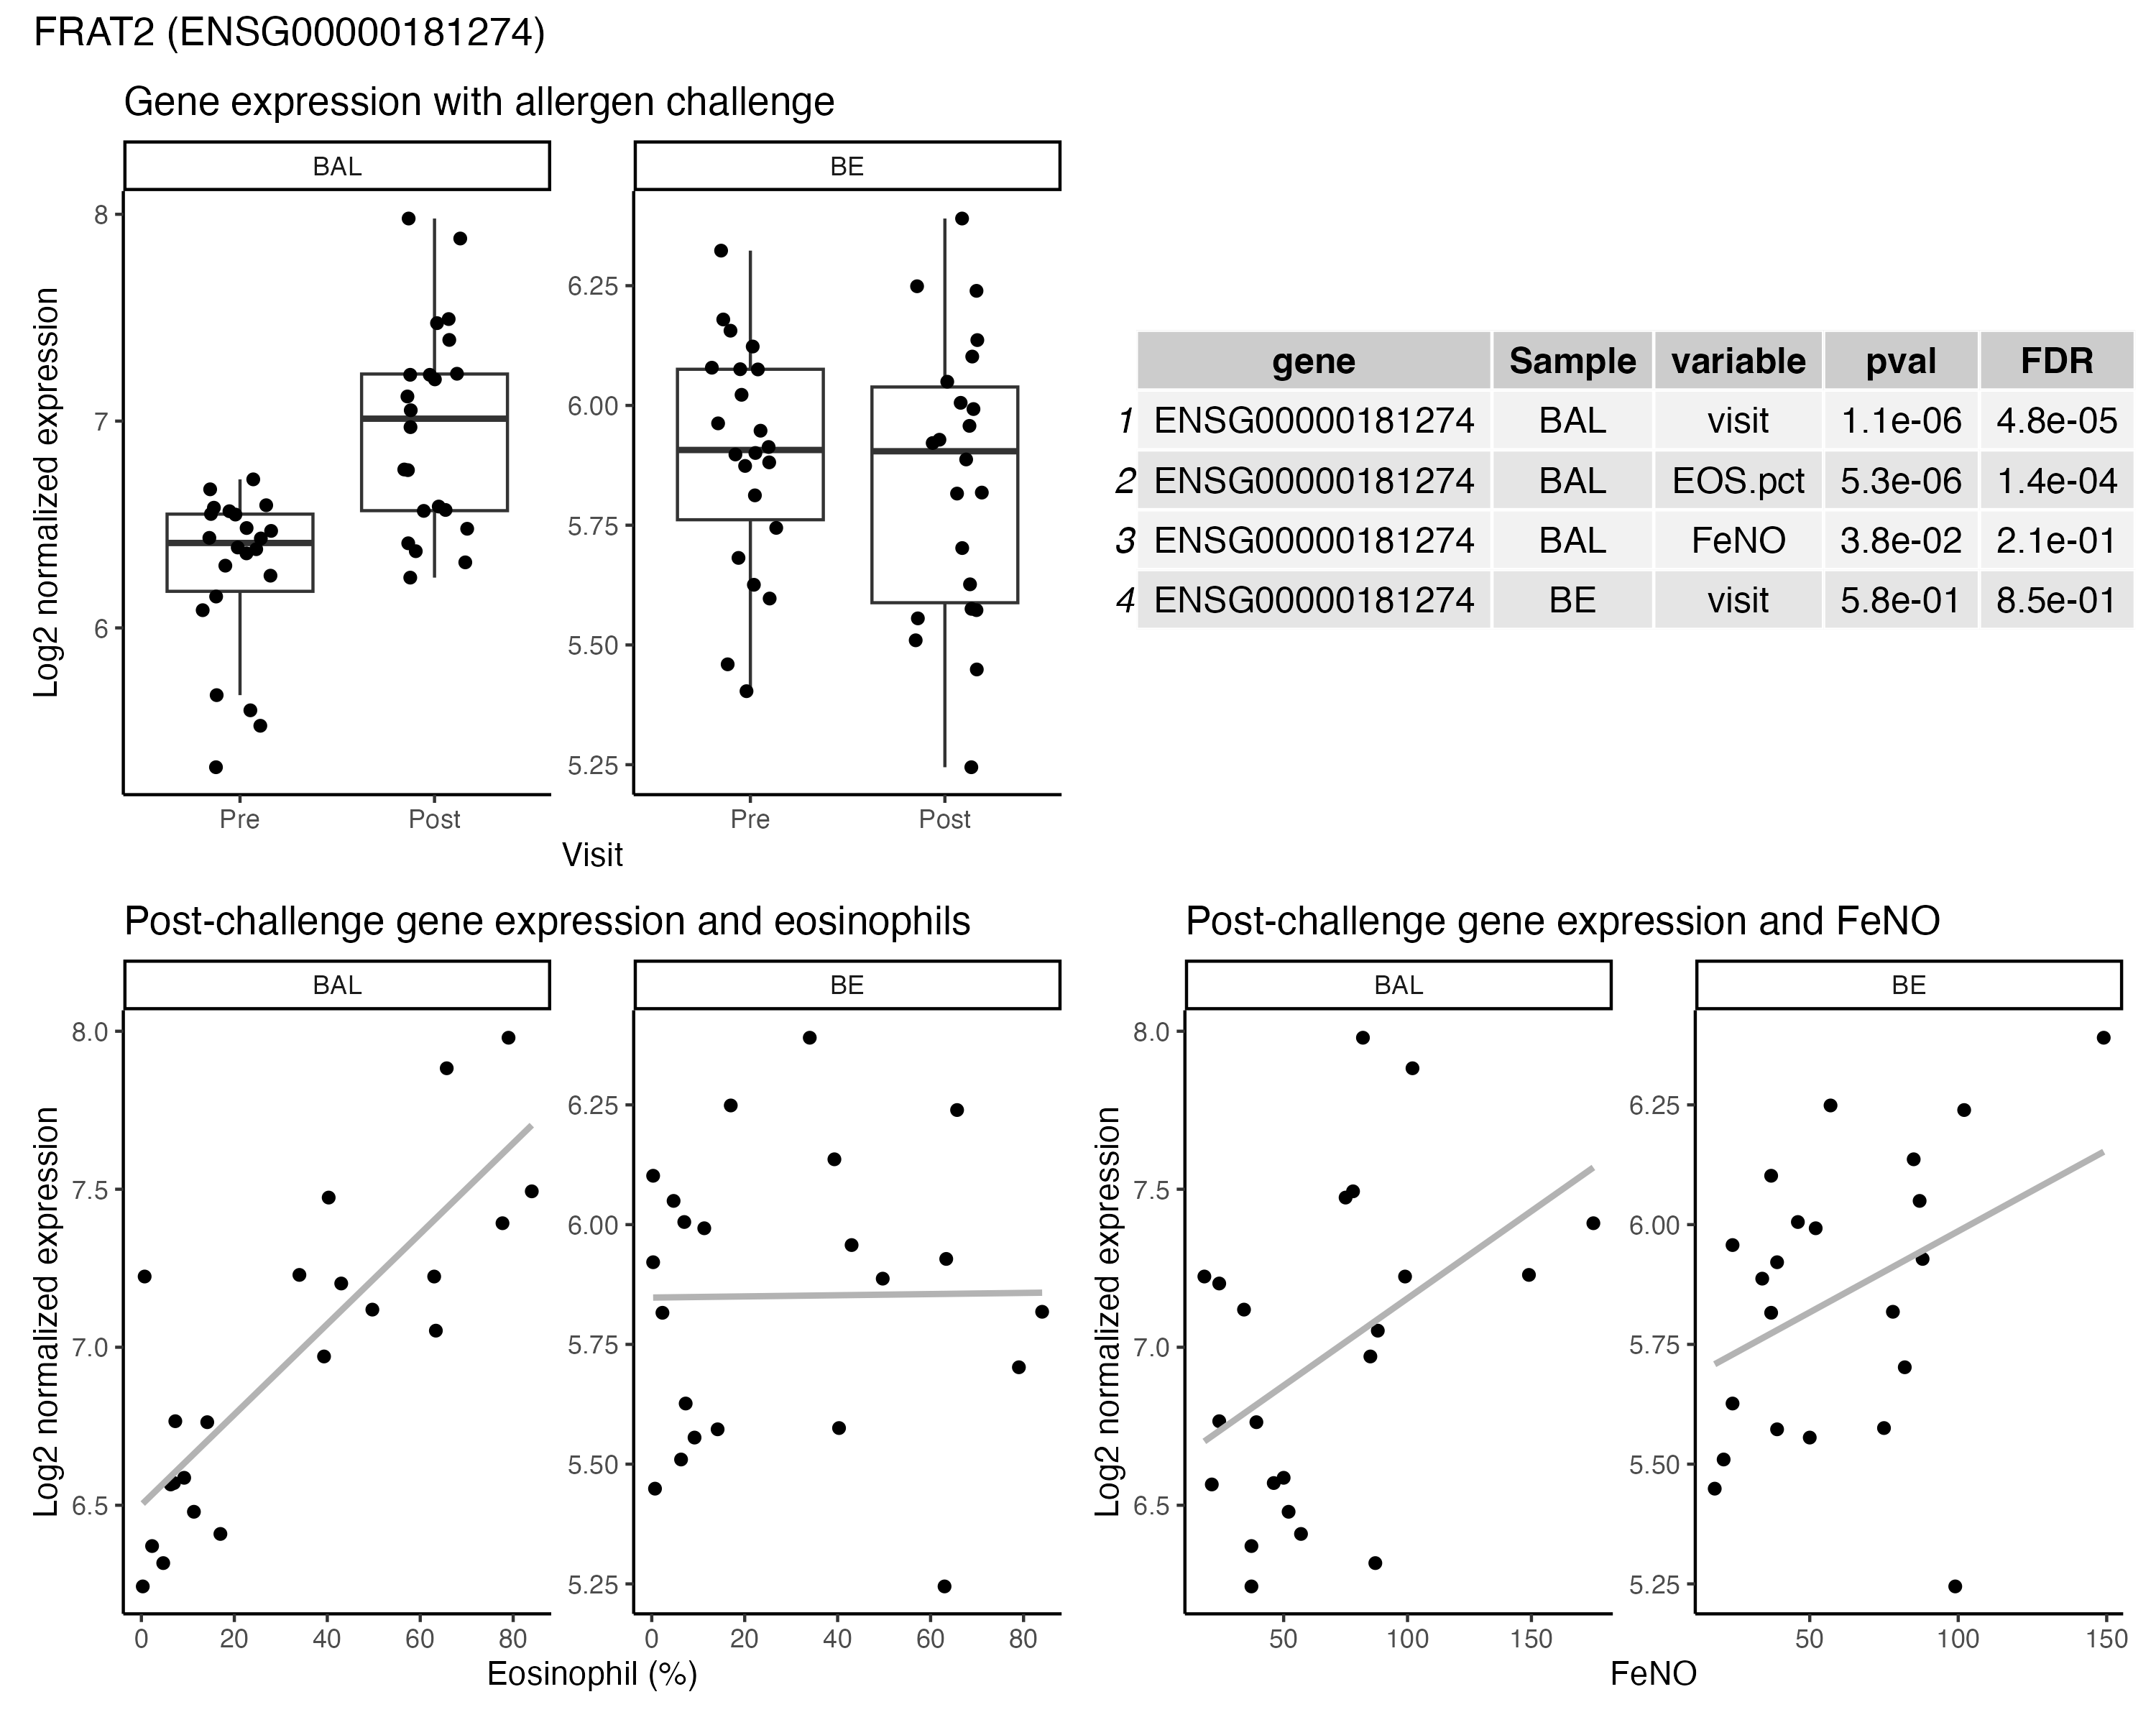 FRAT2 (ENSG00000181274)
Gene expression with allergen challenge
BAL
BE
Log2 normalized expression
8
7
6
6.25
6.00
5.75
5.50
5.25
Pre
Post
Pre
Post
Visit
gene Sample variable pval FDR
1 ENSG00000181274 BAL visit 1.1e-06 4.8e-05
2 ENSG00000181274 BAL EOS.pct 5.3e-06 1.4e-04
3 ENSG00000181274 BAL FeNO 3.8e-02 2.1e-01
4 ENSG00000181274 BE visit 5.8e-01 8.5e-01
Post-challenge gene expression and eosinophils
BAL
BE
Log2 normalized expression
8.0
7.5
7.0
6.5
6.25
6.00
5.75
5.50
5.25
0 20 40 60 80
0 20 40 60 80
Eosinophil (%)
Post-challenge gene expression and FeNO
BAL
BE
Log2 normalized expression
8.0
7.5
7.0
6.5
6.25
6.00
5.75
5.50
5.25
50 100 150
50 100 150
FeNO